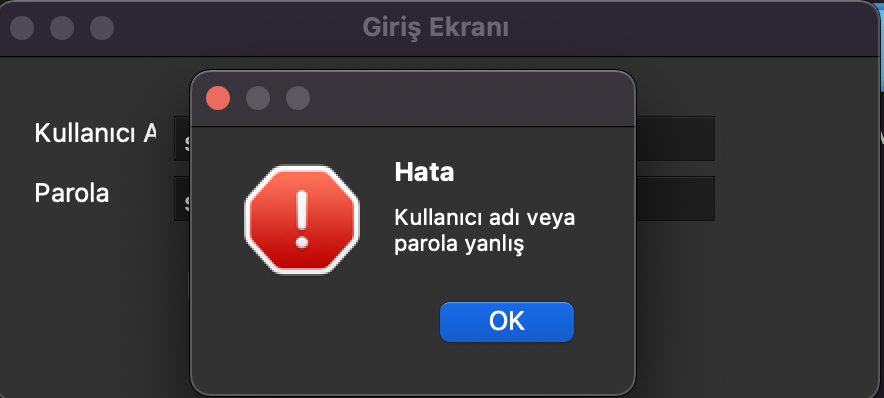 Giriş Ekranı
Kullanıcı A
Hata
Parola
Kullanıcı adı veya
parola yanlış
OK